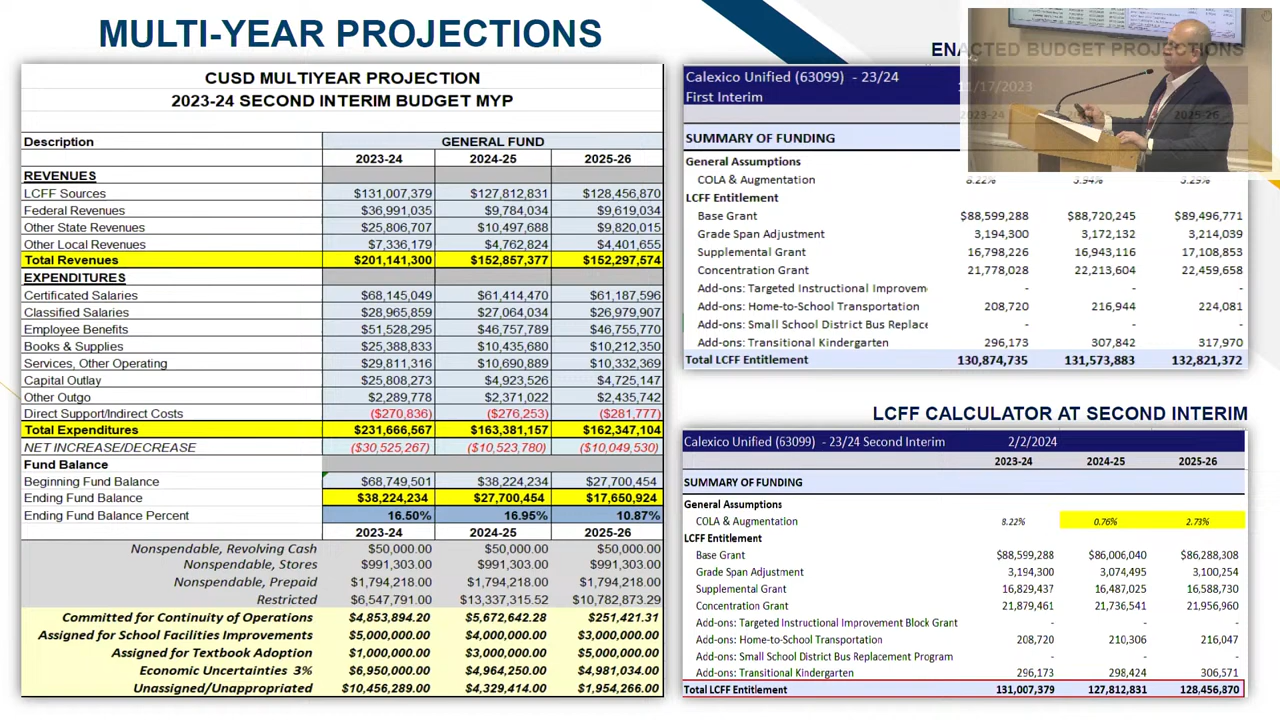 MULTI-YEAR PROJECTIONS
CUSD MULTIYEAR PROJECTION
2023-24 SECOND INTERIM BUDGET MYP
Description GENERAL FUND
2023-24 2024-25 2025-26
REVENUES
LCFF Sources $131,007,379 $127,812,831 $128,456,870
Federal Revenues $36,991,035 $9,784,034 $9,619,034
Other State Revenues $25,806,707 $10,497,688 $9,820,015
Other Local Revenues $7,336,179 $4,762,824 $4,401,655
Total Revenues $201,141,300 $152,857,377 $152,297,574
EXPENDITURES
Certificated Salaries $68,145,049 $61,414,470 $61,187,596
Classified Salaries $28,965,859 $27,064,034 $26,979,907
Employee Benefits $51,528,295 $46,757,789 $46,755,770
Books & Supplies $25,388,833 $10,435,680 $10,212,350
Services, Other Operating $29,811,316 $10,690,889 $10,332,369
Capital Outlay $25,808,273 $4,923,526 $4,725,147
Other Outgo $2,289,778 $2,371,022 $2,435,742
Direct Support/Indirect Costs ($270,836) ($276,253) ($281,777)
Total Expenditures $231,666,567 $163,381,157 $162,347,104
NET INCREASE/DECREASE ($30,525,267) ($10,523,780) ($10,049,530)
Fund Balance
Beginning Fund Balance $68,749,501 $38,224,234 $27,700,454
Ending Fund Balance $38,224,234 $27,700,454 $17,650,924
Ending Fund Balance Percent 16.50% 16.95% 10.87%
2023-24 2024-25 2025-26
Nonspendable, Revolving Cash $50,000.00 $50,000.00 $50,000.00
Nonspendable, Stores $991,303.00 $991,303.00 $991,303.00
Nonspendable, Prepaid $1,794,218.00 $1,794,218.00 $1,794,218.00
Restricted $6,547,791.00 $13,337,315.52 $10,782,873.29
Committed for Continuity of Operations $4,853,894.20 $5,672,642.28 $251,421.31
Assigned for School Facilities Improvements $5,000,000.00 $4,000,000.00 $3,000,000.00
Assigned for Textbook Adoption $1,000,000.00 $3,000,000.00 $5,000,000.00
Economic Uncertainties 3% $6,950,000.00 $4,964,250.00 $4,981,034.00
Unassigned/Unappropriated $10,456,289.00 $4,329,414.00 $1,954,266.00
ENACTED BUDGET PROJECTIONS
Calexico Unified (63099) - 23/24
First Interim 11/17/2023
2025-26
SUMMARY OF FUNDING
General Assumptions
COLA & Augmentation 8.22% 3.94% 3.29%
LCFF Entitlement
Base Grant $88,599,288 $88,720,245 $89,496,771
Grade Span Adjustment 3,194,300 3,172,132 3,214,039
Supplemental Grant 16,798,226 16,943,116 17,108,853
Concentration Grant 21,778,028 22,213,604 22,459,658
Add-ons: Targeted Instructional Improvem - - -
Add-ons: Home-to-School Transportation 208,720 216,944 224,081
Add-ons: Small School District Bus Replace - - -
Add-ons: Transitional Kindergarten 296,173 307,842 317,970
Total LCFF Entitlement 130,874,735 131,573,883 132,821,372
LCFF CALCULATOR AT SECOND INTERIM
Calexico Unified (63099) - 23/24 Second Interim 2/2/2024
2023-24 2024-25 2025-26
SUMMARY OF FUNDING
General Assumptions
COLA & Augmentation 8.22% 0.76% 2.73%
LCFF Entitlement
Base Grant $88,599,288 $86,006,040 $86,288,308
Grade Span Adjustment 3,194,300 3,074,495 3,100,254
Supplemental Grant 16,829,437 16,487,025 16,588,730
Concentration Grant 21,879,461 21,736,541 21,956,960
Add-ons: Targeted Instructional Improvement Block Grant - - -
Add-ons: Home-to-School Transportation 208,720 210,306 216,047
Add-ons: Small School District Bus Replacement Program - - -
Add-ons: Transitional Kindergarten 296,173 298,424 306,571
Total LCFF Entitlement 131,007,379 127,812,831 128,456,870